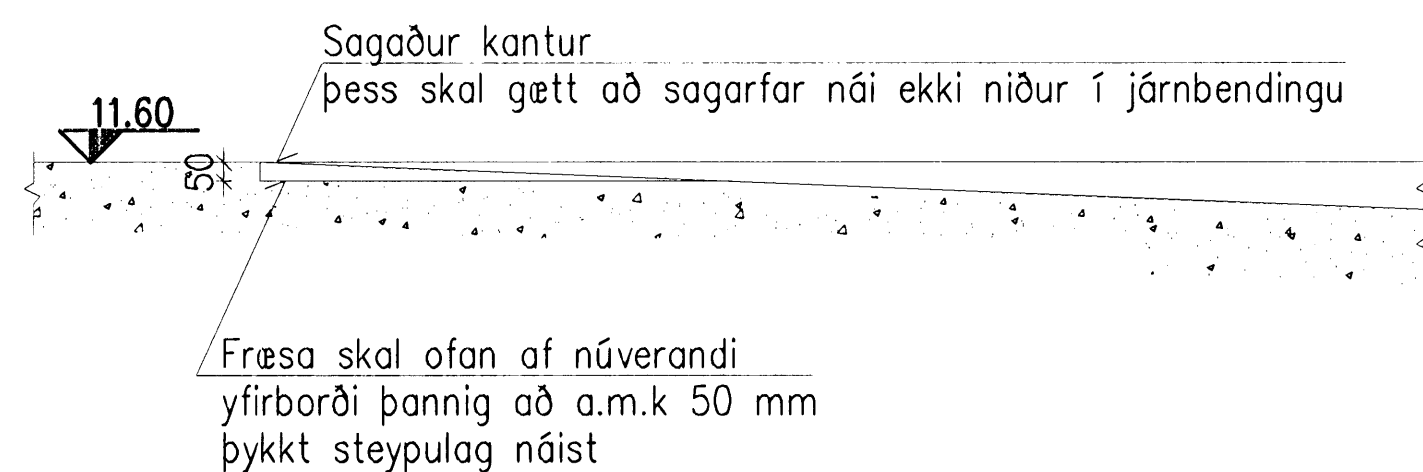 Sagaður kantur
þess skal gætt að sagarfar nái ekki niður í járnbendingu
11.60
50
Fræsa skal ofan af núverandi
yfirborði þannig að a.m.k 50 mm
þykkt steypulag náist